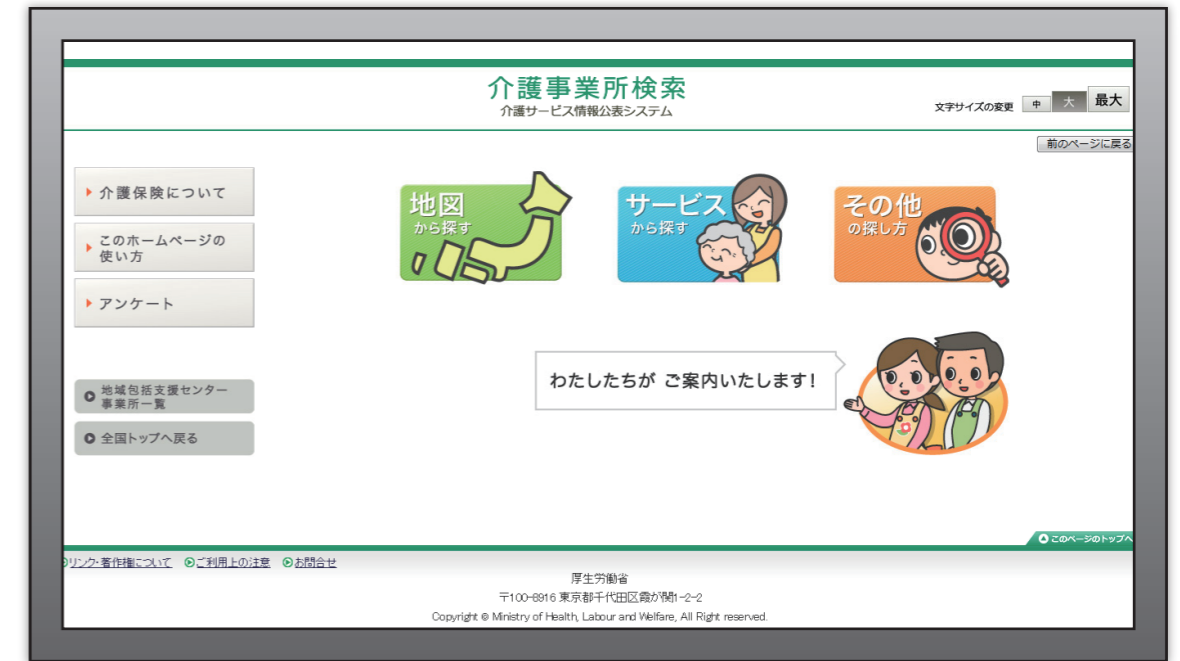 介護事業所検索
介護サービス情報公表システム
文字サイズの変更 中 大 最大
前のページに戻る
介護保険について
このホームページの
使い方
アンケート
地域包括支援センター
事業所一覧
全国トップへ戻る
地図
から探す
サービス
から探す
その他
の探し方
わたしたちが ご案内いたします!
このページのトップへ
リンク・著作権について ご利用上の注意 お問合せ
厚生労働省
〒100-8916 東京都千代田区霞が関1-2-2
Copyright © Ministry of Health, Labour and Welfare, All Right reserved.